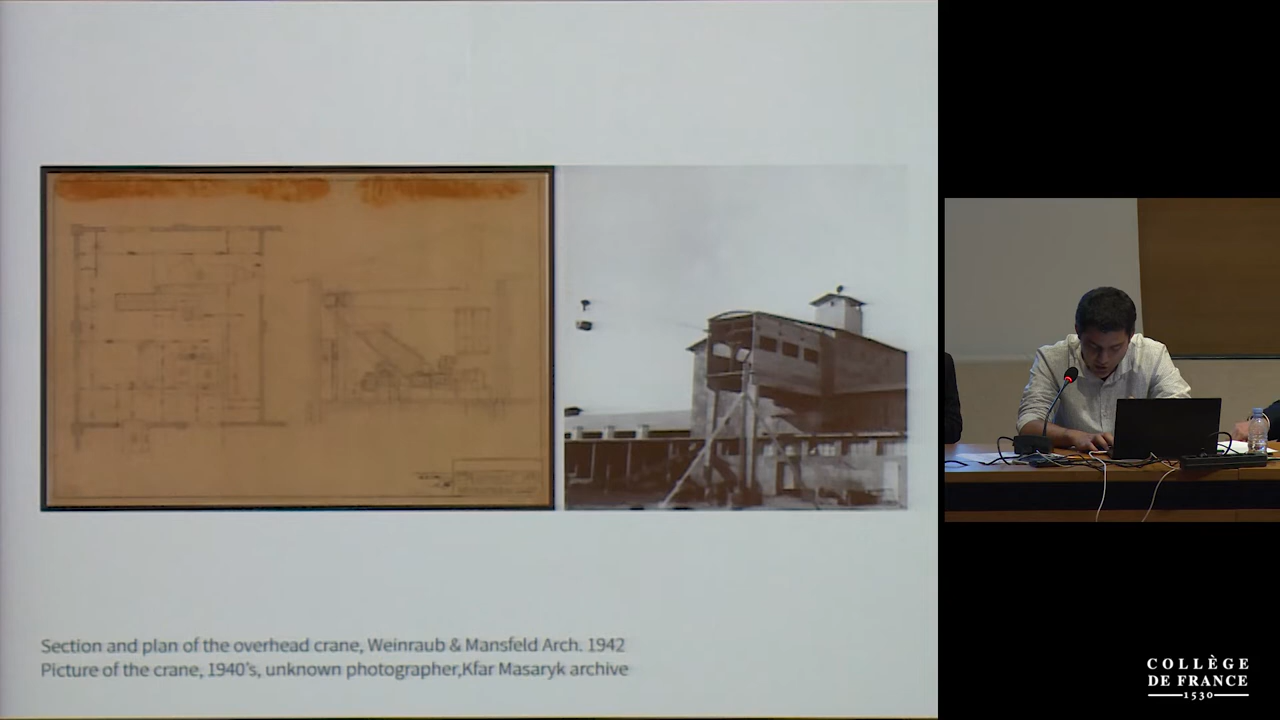 Section and plan of the overhead crane, Weinraub & Mansfeld Arch. 1942
Picture of the crane, 1940's, unknown photographer,Kfar Masaryk archive
COLLÈGE
DE FRANCE
1530